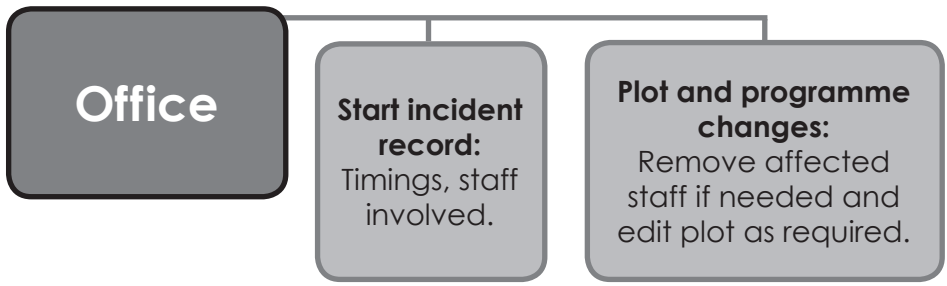 Office
Start incident
record:
Timings, staff
involved.
Plot and programme
changes:
Remove affected
staff if needed and
edit plot as required.